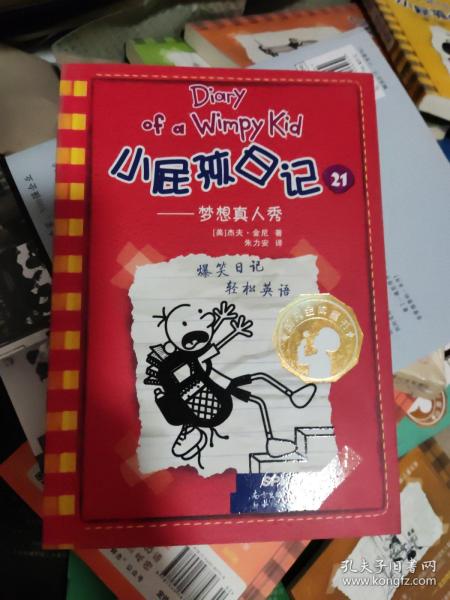 Diary
of a Wimpy Kid
小屁孩日记 21
——梦想真人秀
[美]杰夫·金尼 著
朱力安 译
爆笑日记
轻松英语
孔夫子旧书网
www.kongfz.com